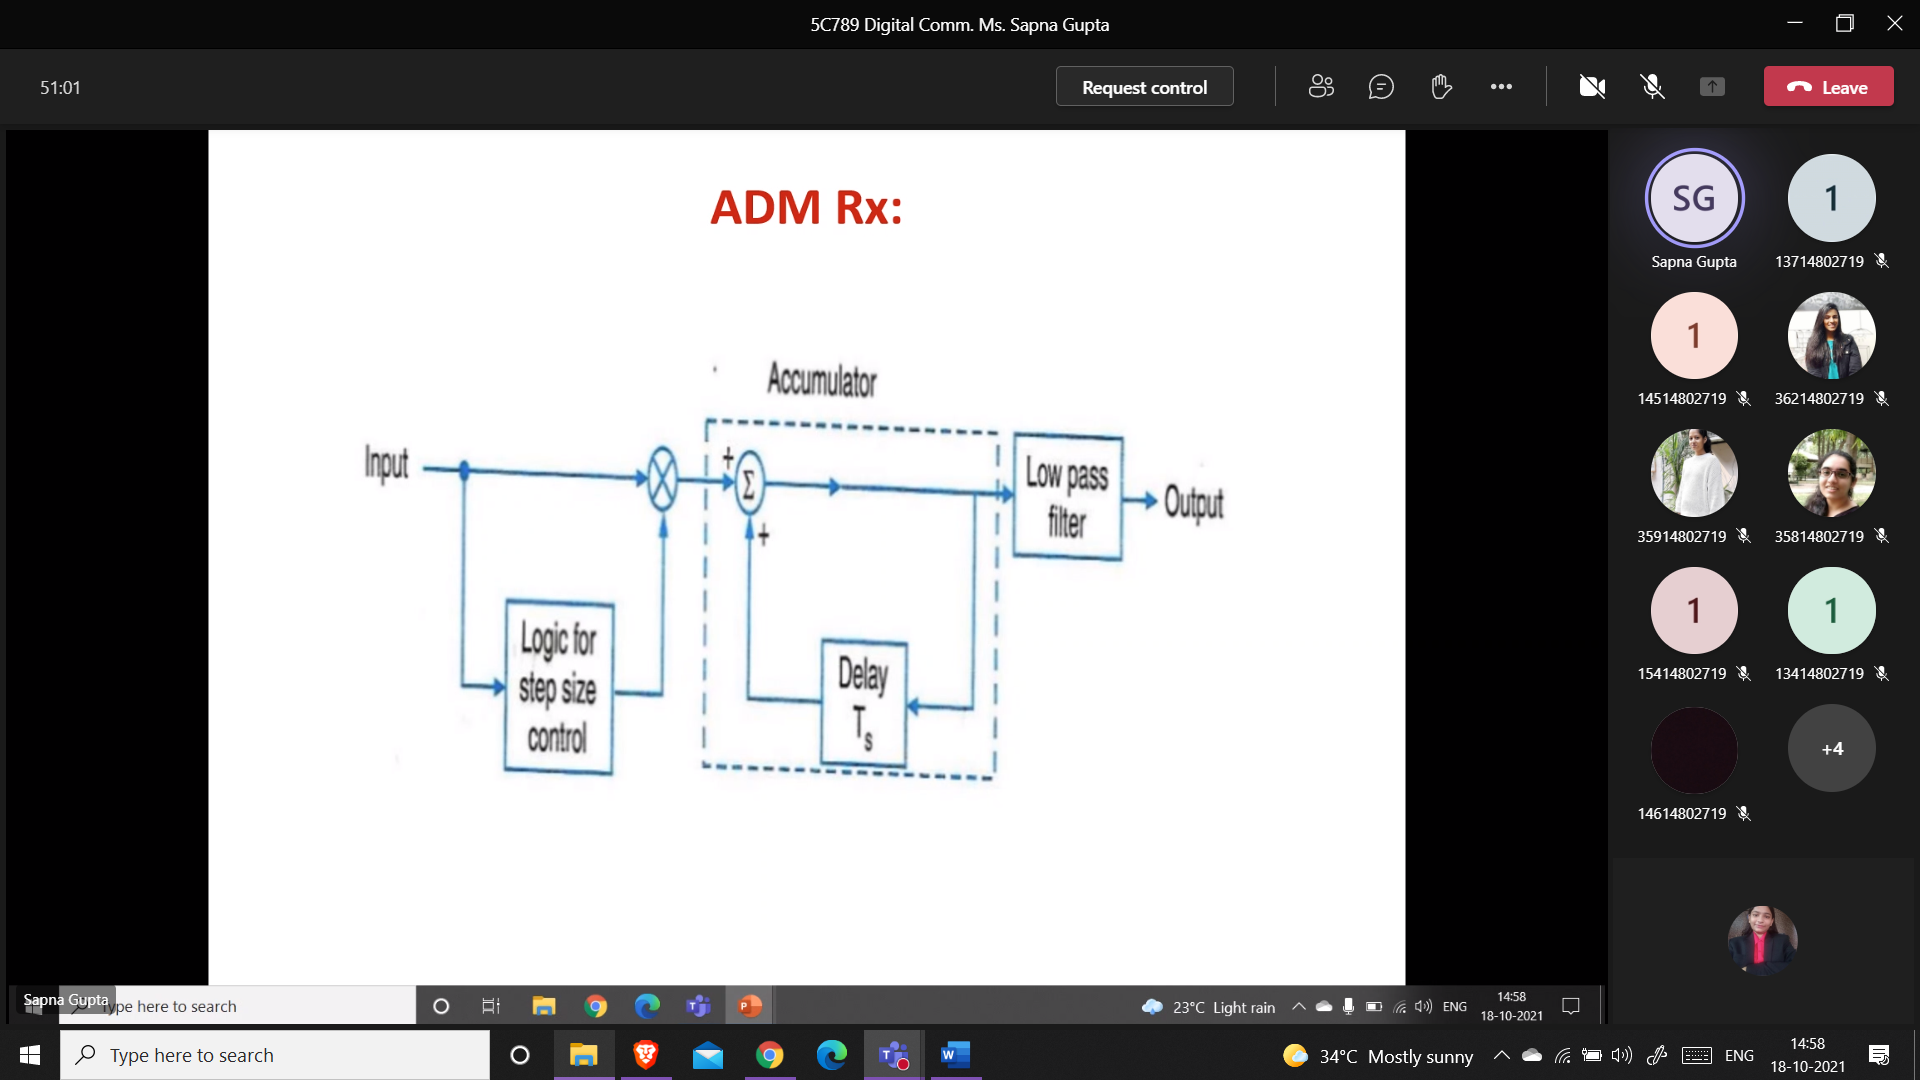 5C789 Digital Comm. Ms. Sapna Gupta
51:01
Request control
Leave
ADM Rx:
Accumulator
Input
+
Σ
+
Low pass
filter
Output
Logic for
step size
control
Delay
Ts
SG
Sapna Gupta
1
13714802719
1
14514802719
36214802719
35914802719
35814802719
1
15414802719
1
13414802719
14614802719
+4
Sapna Gupta
Type here to search
23°C Light rain
ENG
14:58
18-10-2021
Type here to search
34°C Mostly sunny
ENG
14:58
18-10-2021